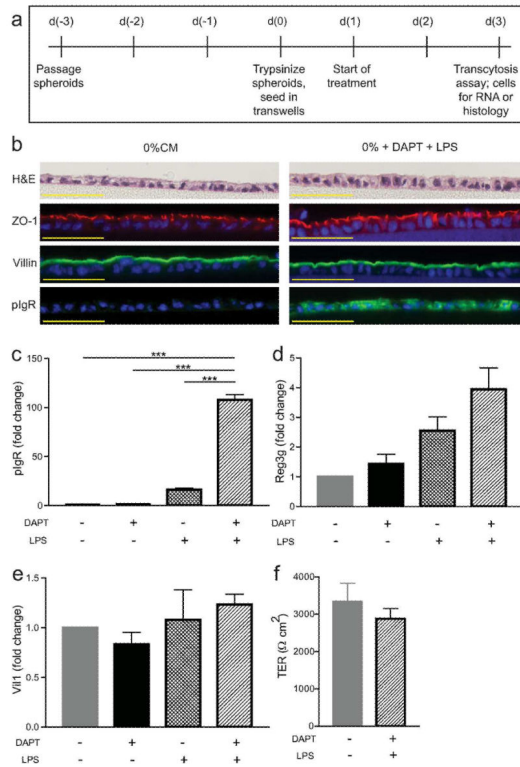 a
d(-3) d(-2) d(-1) d(0) d(1) d(2) d(3)
Passage spheroids
Trypsinize spheroids, seed in transwells
Start of treatment
Transcytosis assay; cells for RNA or histology
b
0%CM 0% + DAPT + LPS
H&E
ZO-1
Villin
pIgR
c
pIgR (fold change)
150
100
50
0
***
***
***
DAPT - + - +
LPS - - + +
d
Reg3g (fold change)
5
4
3
2
1
0
DAPT - + - +
LPS - - + +
e
Vil1 (fold change)
1.5
1.0
0.5
0.0
DAPT - + - +
LPS - - + +
f
TER (Ω cm²)
4000
3000
2000
1000
0
DAPT - +
LPS - +